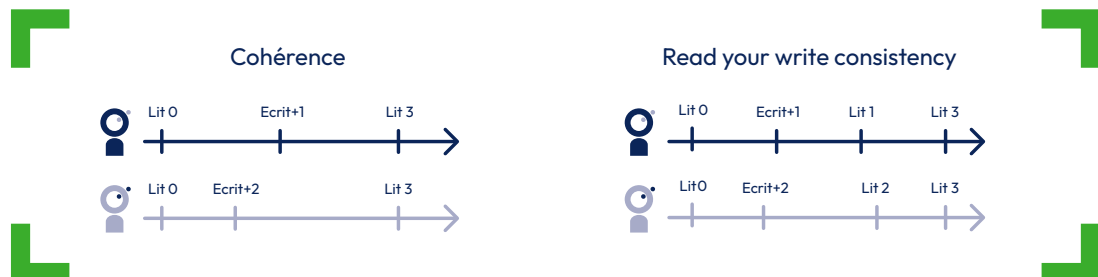 Cohérence
Lit 0 Ecrit+1 Lit 3
Lit 0 Ecrit+2 Lit 3
Read your write consistency
Lit 0 Ecrit+1 Lit 1 Lit 3
Lit0 Ecrit+2 Lit 2 Lit 3